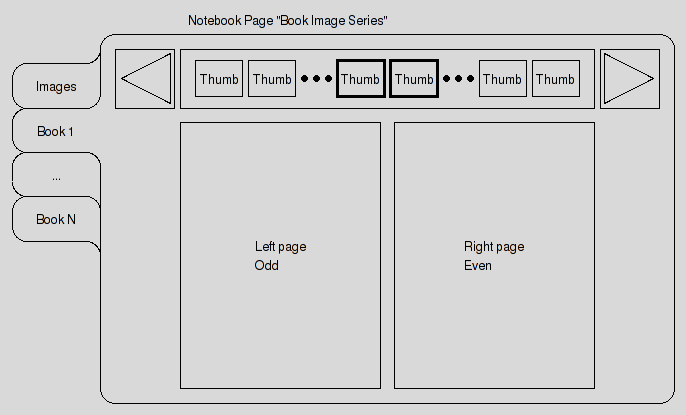 Notebook Page "Book Image Series"
Images
Book 1
...
Book N
Thumb Thumb Thumb Thumb Thumb Thumb
Left page
Odd
Right page
Even